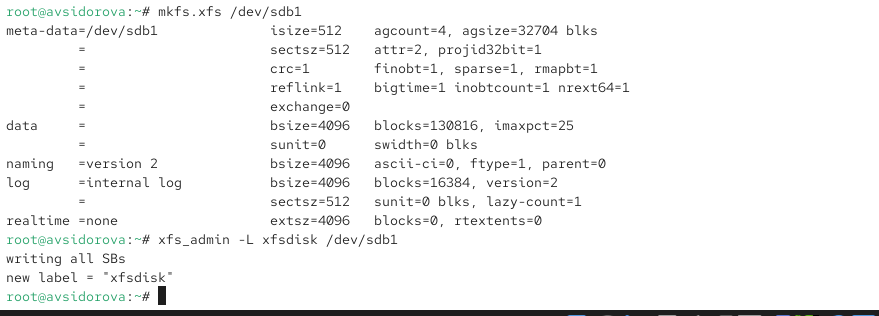 root@avsidorova:~# mkfs.xfs /dev/sdb1
meta-data=/dev/sdb1              isize=512    agcount=4, agsize=32704 blks
         =                       sectsz=512   attr=2, projid32bit=1
         =                       crc=1        finobt=1, sparse=1, rmapbt=1
         =                       reflink=1    bigtime=1 inobtcount=1 nrext64=1
         =                       exchange=0
data     =                       bsize=4096   blocks=130816, imaxpct=25
         =                       sunit=0      swidth=0 blks
naming   =version 2              bsize=4096   ascii-ci=0, ftype=1, parent=0
log      =internal log           bsize=4096   blocks=16384, version=2
         =                       sectsz=512   sunit=0 blks, lazy-count=1
realtime =none                   extsz=4096   blocks=0, rtextents=0
root@avsidorova:~# xfs_admin -L xfsdisk /dev/sdb1
writing all SBs
new label = "xfsdisk"
root@avsidorova:~#